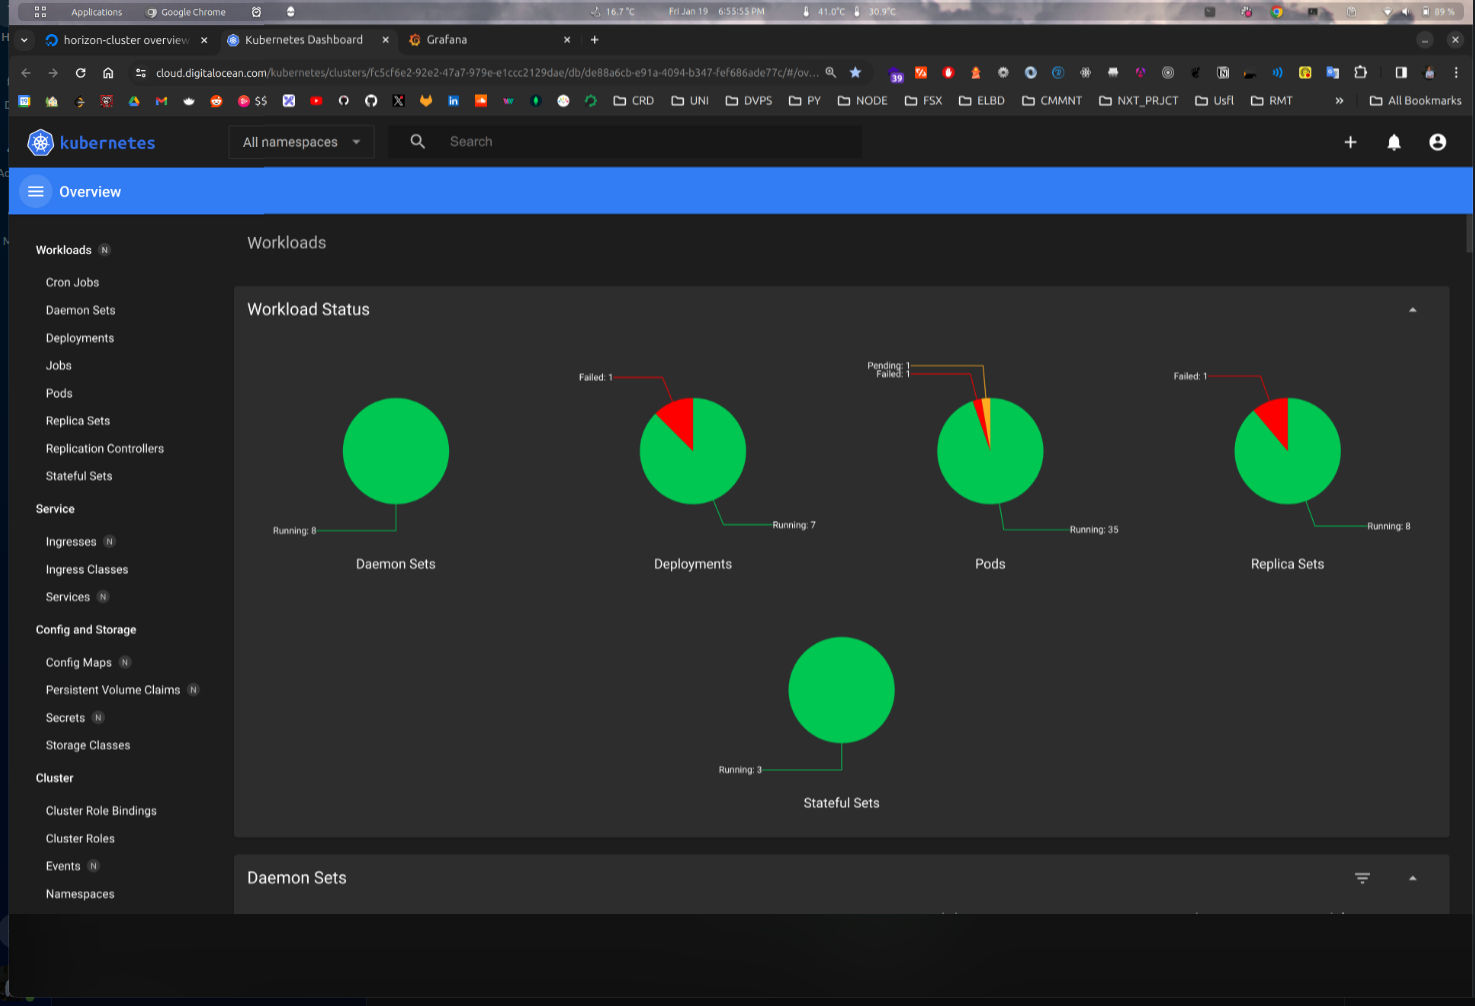 Applications Google Chrome 16.7 °C Fri Jan 19 6:55:55 PM 41.0°C 30.9°C 89 %
horizon-cluster overview Kubernetes Dashboard Grafana
cloud.digitalocean.com/kubernetes/clusters/fc5cf6e2-92e2-47a7-979e-e1ccc2129dae/db/de88a6cb-e91a-4094-b347-fef686ade77c/#/ov... 39
$$ CRD UNI DVPS PY NODE FSX ELBD CMMNT NXT_PRJCT Usfl RMT » All Bookmarks
kubernetes All namespaces Search
Overview
Workloads N
Cron Jobs
Daemon Sets
Deployments
Jobs
Pods
Replica Sets
Replication Controllers
Stateful Sets
Service
Ingresses N
Ingress Classes
Services N
Config and Storage
Config Maps N
Persistent Volume Claims N
Secrets N
Storage Classes
Cluster
Cluster Role Bindings
Cluster Roles
Events N
Namespaces
Workloads
Workload Status
Running: 8
Daemon Sets
Failed: 1
Running: 7
Deployments
Pending: 1
Failed: 1
Running: 35
Pods
Failed: 1
Running: 8
Replica Sets
Running: 3
Stateful Sets
Daemon Sets